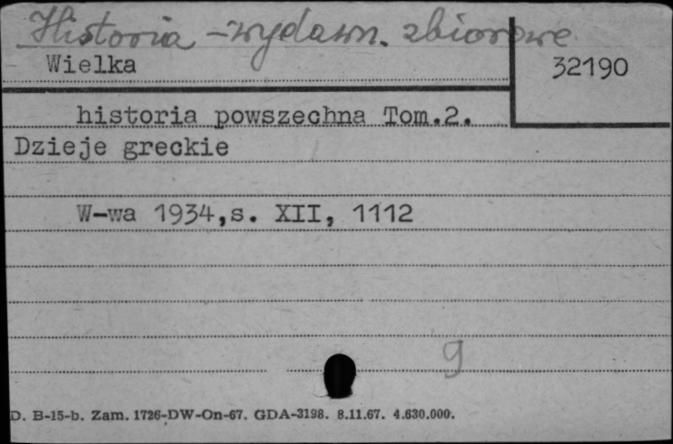 Historia - wydawn. zbiorowe
Wielka
32190
historia powszechna Tom.2.
Dzieje greckie
W-wa 1934,s. XII, 1112
9
D. B-15-b. Zam. 1726-DW-On-67. GDA-3198. 8.11.67. 4.630.000.